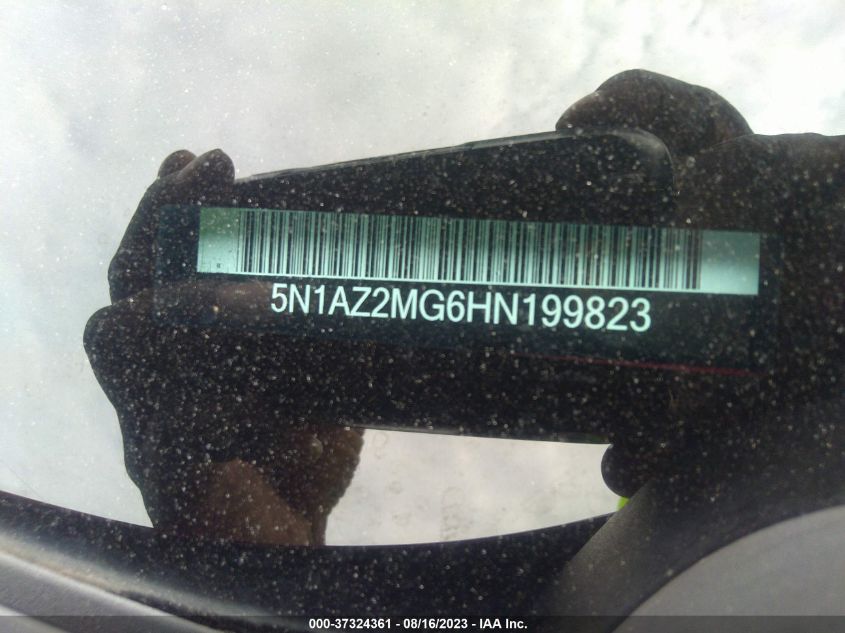 5N1AZ2MG6HN199823
000-37324361 - 08/16/2023 - IAA Inc.